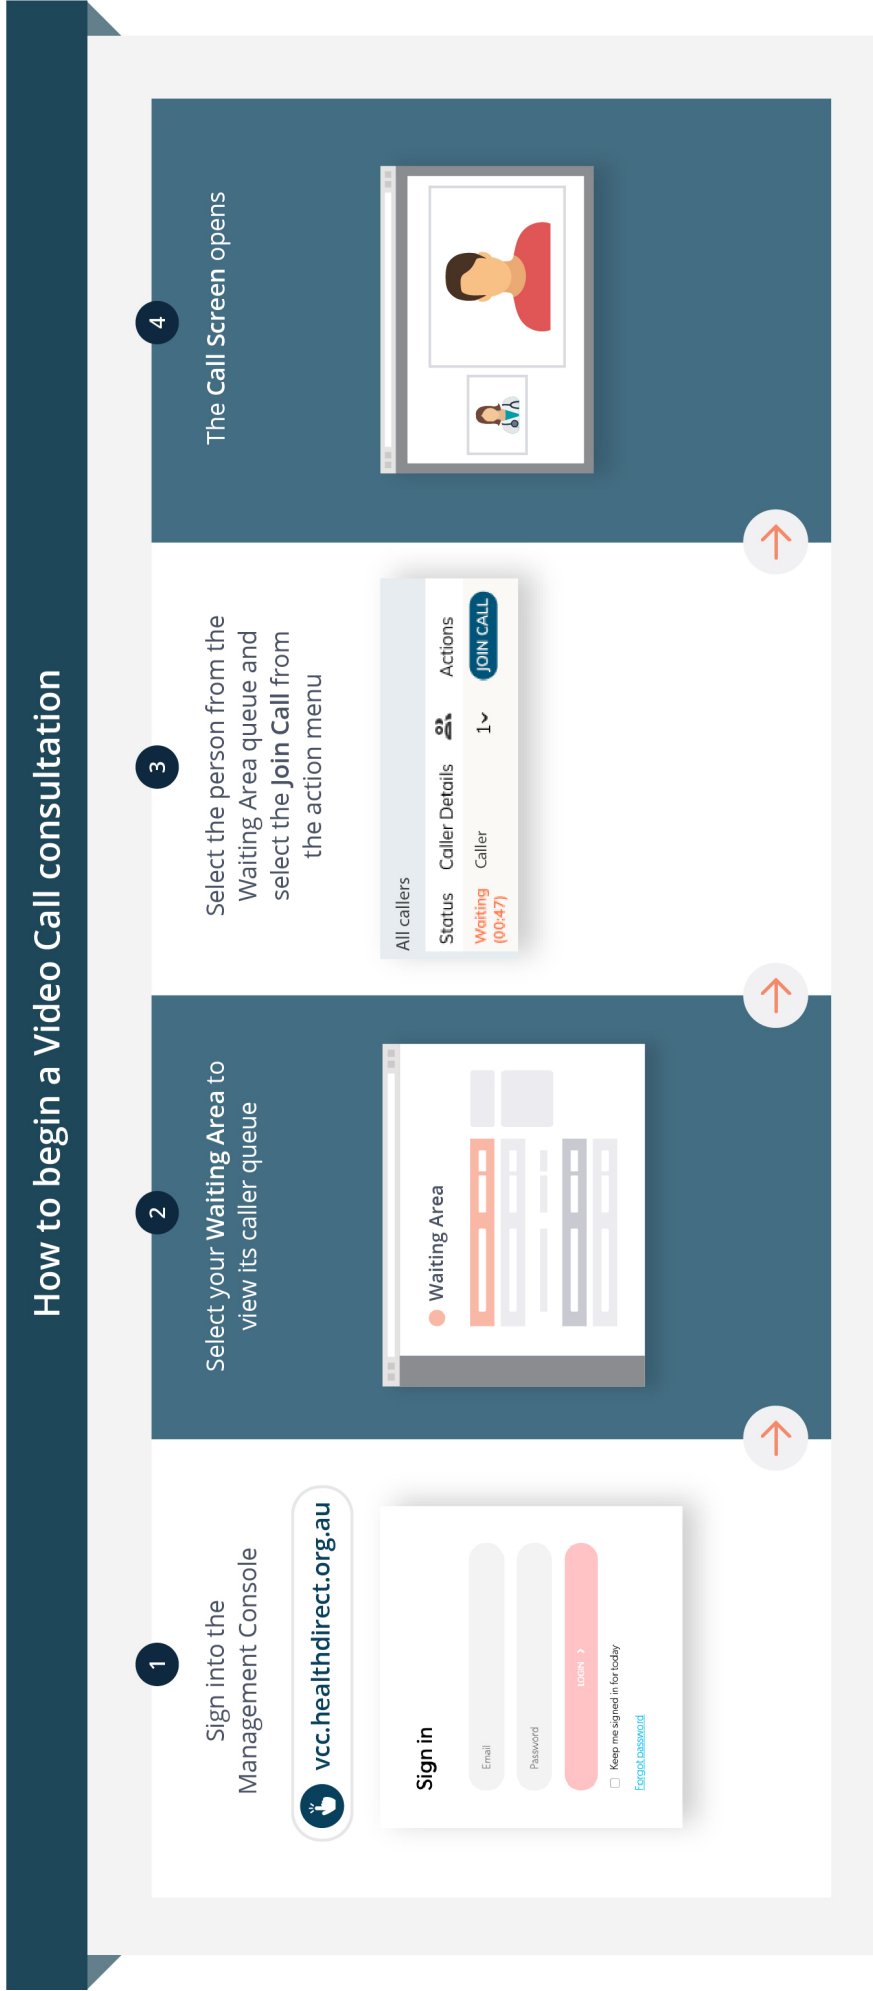 How to begin a Video Call consultation
1
Sign into the
Management Console
vcc.healthdirect.org.au
Sign in
Email
Password
LOGIN >
Keep me signed in for today
Forgot password
2
Select your Waiting Area to
view its caller queue
Waiting Area
3
Select the person from the
Waiting Area queue and
select the Join Call from
the action menu
All callers
Status Caller Details Actions
Waiting Caller 1 JOIN CALL
(00:47)
4
The Call Screen opens